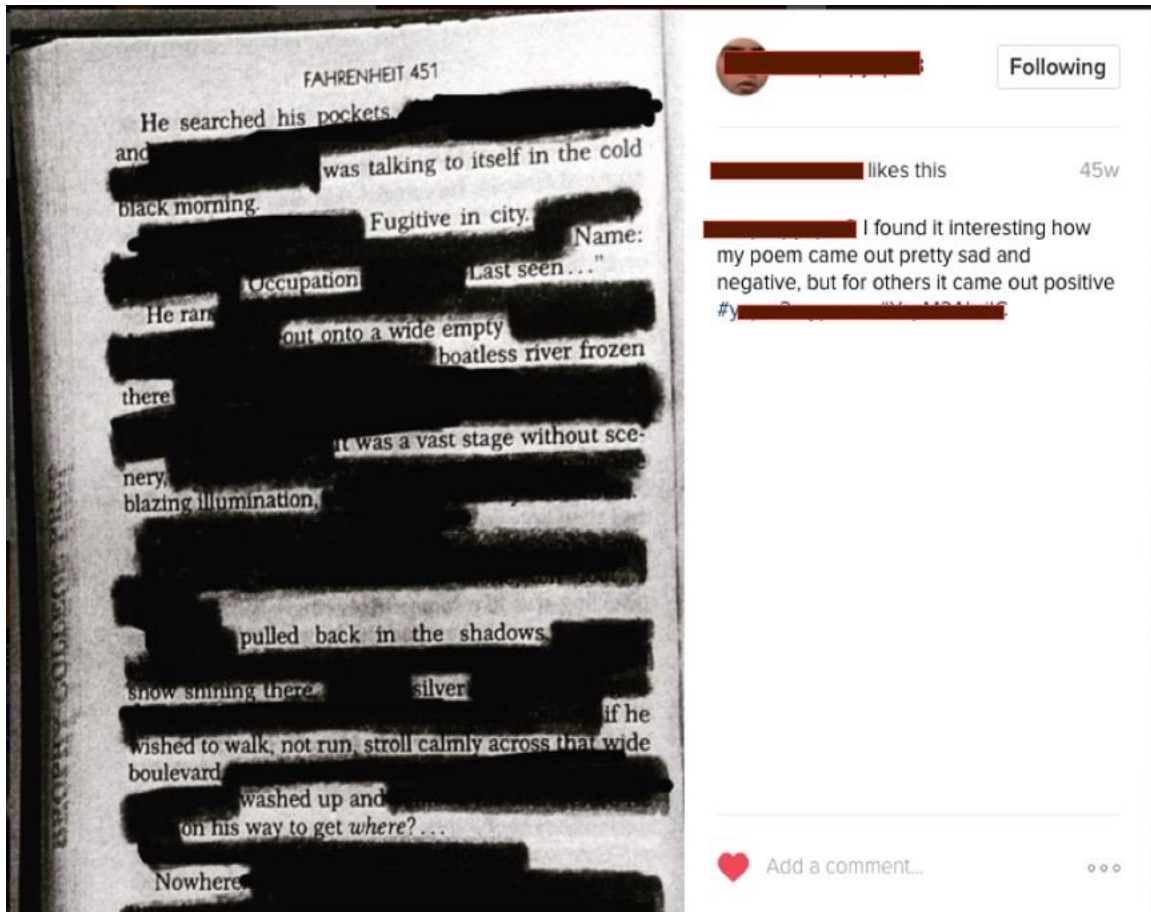 FAHRENHEIT 451
He searched his pockets,
and
was talking to itself in the cold
black morning.
Fugitive in city.
Name:
Occupation
Last seen..."
He ran
out onto a wide empty
boatless river frozen
there
It was a vast stage without sce-
nery,
blazing illumination,
pulled back in the shadows,
snow shining there,
silver
if he
wished to walk, not run, stroll calmly across that wide
boulevard
washed up and
on his way to get where?...
Nowhere
Following
likes this
45w
I found it interesting how
my poem came out pretty sad and
negative, but for others it came out positive
Add a comment...